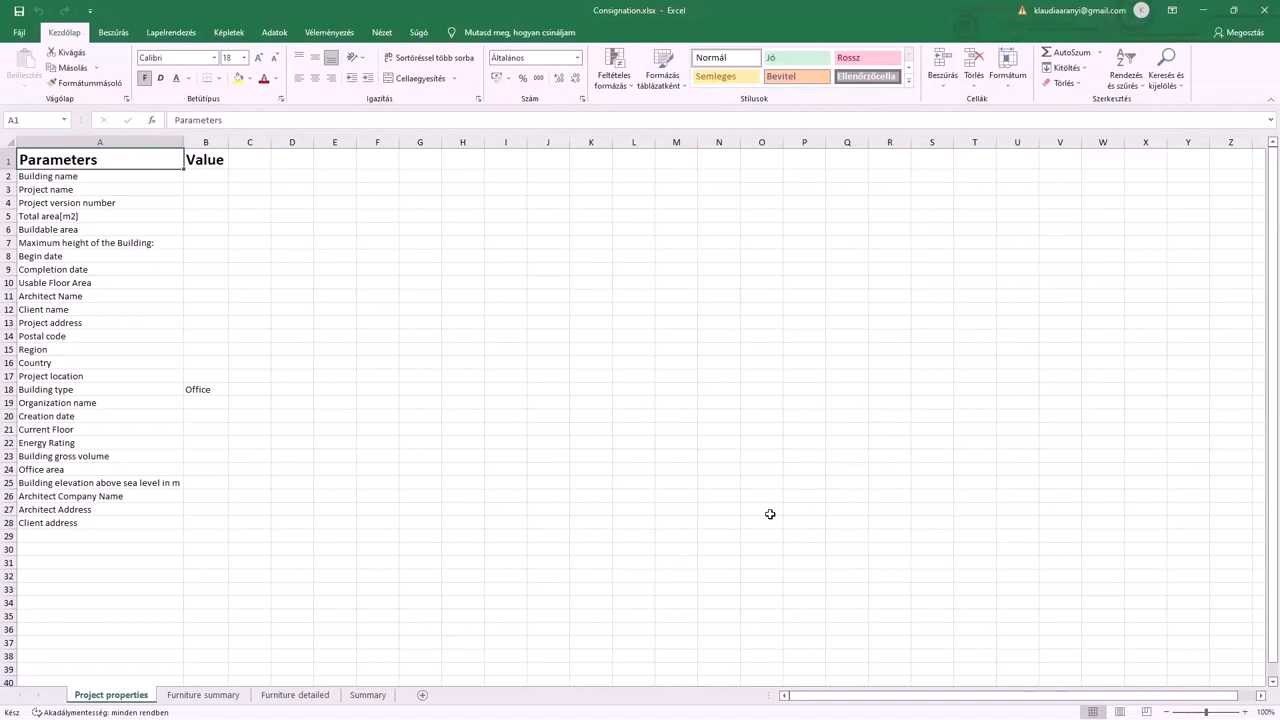 Consignation.xlsx - Excel
klaudiaaranyi@gmail.com K
Fájl Kezdőlap Beszúrás Lapelrendezés Képletek Adatok Véleményezés Nézet Súgó Mutasd meg, hogyan csináljam Megosztás
Beillesztés
Kivágás
Másolás
Formátummásoló
Vágólap
Calibri 18
F D A
Betűtípus
Sortöréssel több sorba
Cellaegyesítés
Igazítás
Általános
% 000
Szám
Feltételes formázás
Formázás táblázatként
Normál Jó Rossz
Semleges Bevitel Ellenőrzőcella
Stílusok
Beszúrás Törlés Formátum
Cellák
AutoSzum
Kitöltés
Törlés
Rendezés és szűrés
Keresés és kijelölés
Szerkesztés
A1 fx Parameters
A B C D E F G H I J K L M N O P Q R S T U V W X Y Z
1 Parameters Value
2 Building name
3 Project name
4 Project version number
5 Total area[m2]
6 Buildable area
7 Maximum height of the Building:
8 Begin date
9 Completion date
10 Usable Floor Area
11 Architect Name
12 Client name
13 Project address
14 Postal code
15 Region
16 Country
17 Project location
18 Building type Office
19 Organization name
20 Creation date
21 Current Floor
22 Energy Rating
23 Building gross volume
24 Office area
25 Building elevation above sea level in m
26 Architect Company Name
27 Architect Address
28 Client address
29
30
31
32
33
34
35
36
37
38
39
40
Project properties Furniture summary Furniture detailed Summary
Kész Akadálymentesség: minden rendben 100%